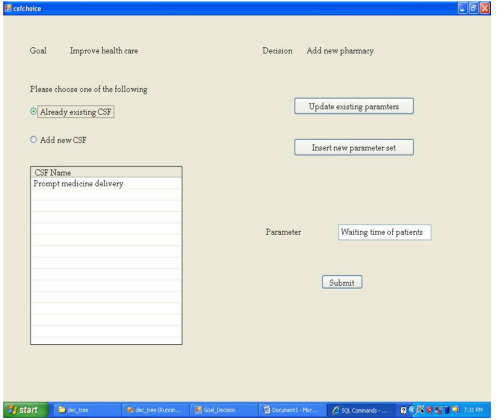 csfchoice
Goal Improve health care
Decision Add new pharmacy
Please choose one of the following
Already existing CSF
Add new CSF
Update existing paramters
Insert new parameter set
CSF Name
Prompt medicine delivery
Parameter Waiting time of patients
Submit
start dec_tree dec_tree (Runnin... Goal_Decision Document1 - Micr... SQL Commands - ... 7:31 PM